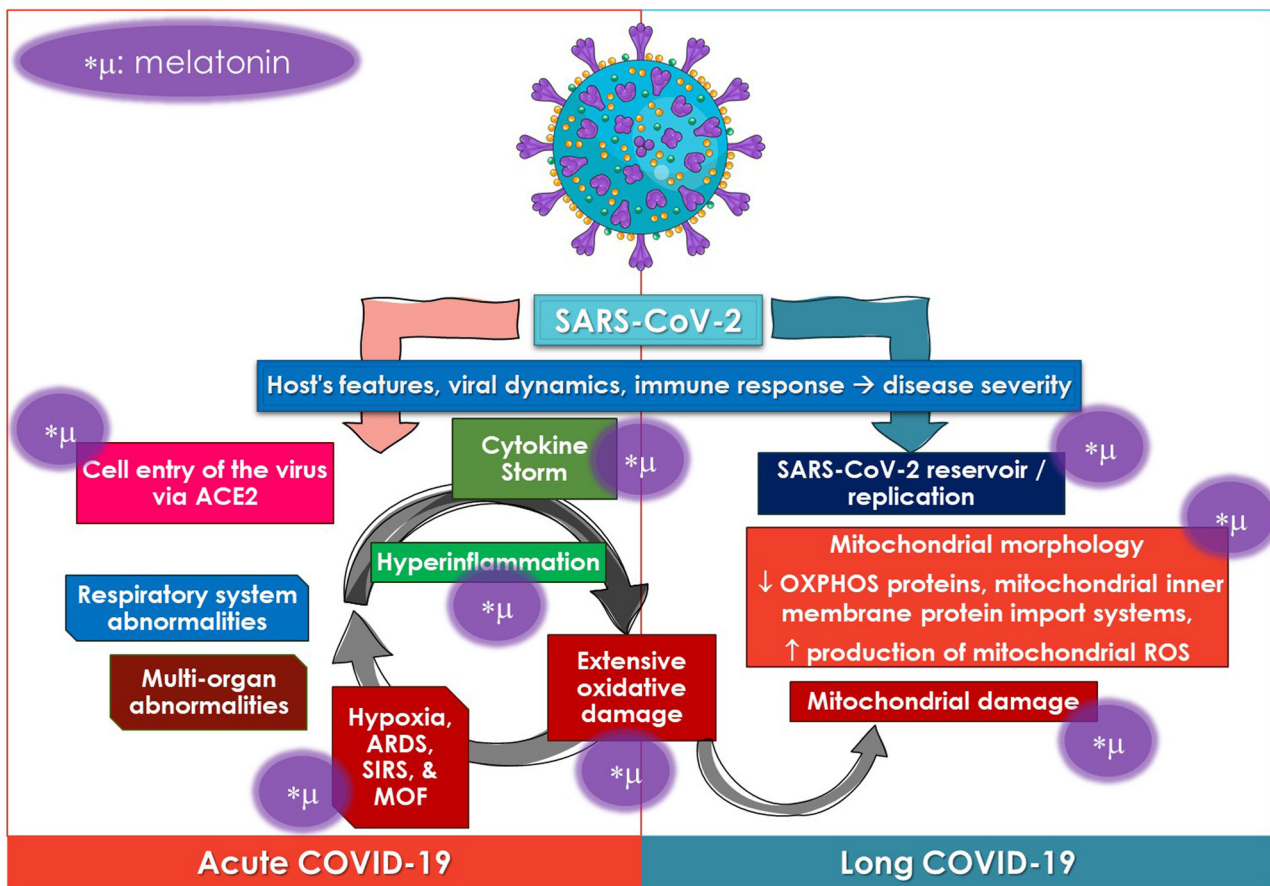 *μ: melatonin
SARS-CoV-2
Host's features, viral dynamics, immune response → disease severity
*μ
Cell entry of the virus
via ACE2
Cytokine
Storm
*μ
Hyperinflammation
*μ
Respiratory system
abnormalities
Multi-organ
abnormalities
Hypoxia,
ARDS,
SIRS, &
MOF
*μ
Extensive
oxidative
damage
*μ
*μ
SARS-CoV-2 reservoir /
replication
*μ
Mitochondrial morphology
↓ OXPHOS proteins, mitochondrial inner
membrane protein import systems,
↑ production of mitochondrial ROS
Mitochondrial damage
*μ
Acute COVID-19
Long COVID-19